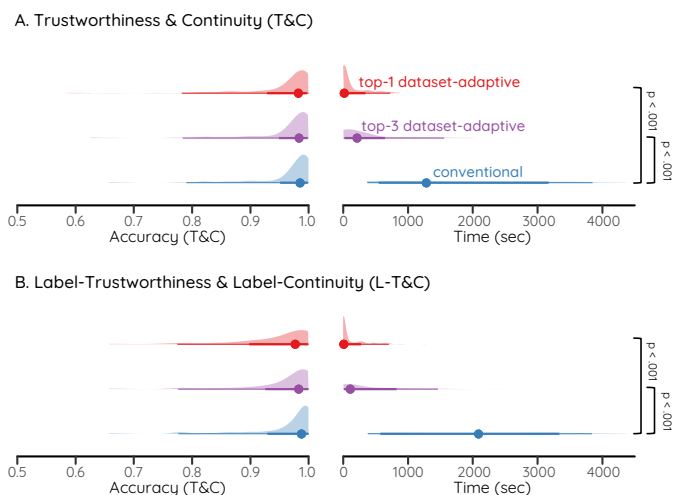 A. Trustworthiness & Continuity (T&C)
top-1 dataset-adaptive
top-3 dataset-adaptive
conventional
p < .001
p < .001
0.5 0.6 0.7 0.8 0.9 1.0 0 1000 2000 3000 4000
Accuracy (T&C) Time (sec)
B. Label-Trustworthiness & Label-Continuity (L-T&C)
p < .001
p < .001
0.5 0.6 0.7 0.8 0.9 1.0 0 1000 2000 3000 4000
Accuracy (T&C) Time (sec)